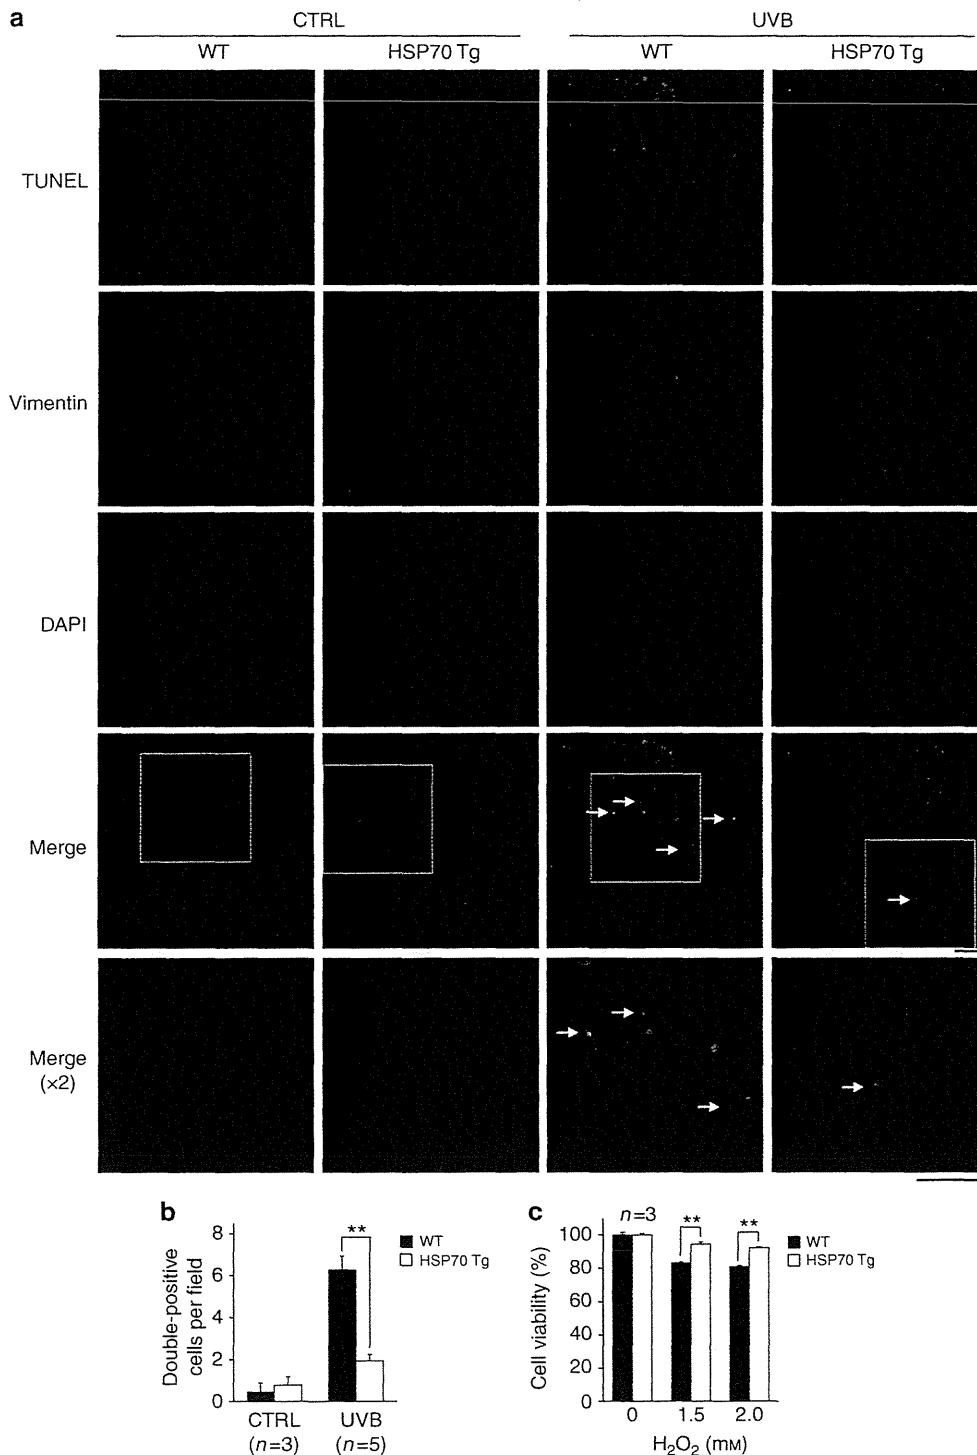 a
CTRL
UVB
WT
HSP70 Tg
WT
HSP70 Tg
TUNEL
Vimentin
DAPI
Merge
Merge
(×2)
b
Double-positive
cells per field
8
6
4
2
0
**
WT
HSP70 Tg
CTRL
(n=3)
UVB
(n=5)
c
Cell viability (%)
100
80
60
40
20
0
n=3
**
**
WT
HSP70 Tg
0
1.5
2.0
H₂O₂ (mM)